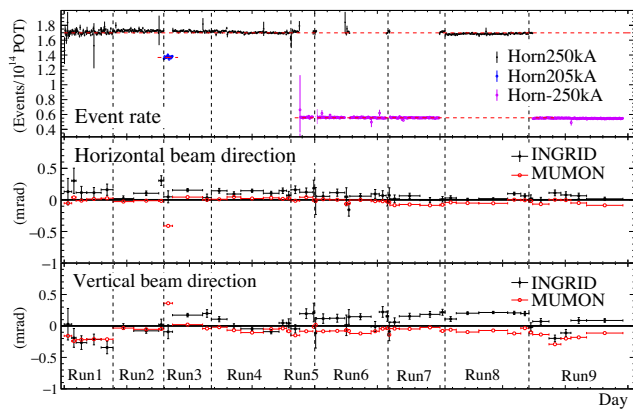 (Events/10^14 POT)
1.8
1.6
1.4
1.2
1
0.8
0.6
0.4
Horn250kA
Horn205kA
Horn-250kA
Event rate
Horizontal beam direction
INGRID
MUMON
(mrad)
0.5
0
−0.5
−1
Vertical beam direction
INGRID
MUMON
(mrad)
0.5
0
−0.5
−1
Run1 Run2 Run3 Run4 Run5 Run6 Run7 Run8 Run9
Day